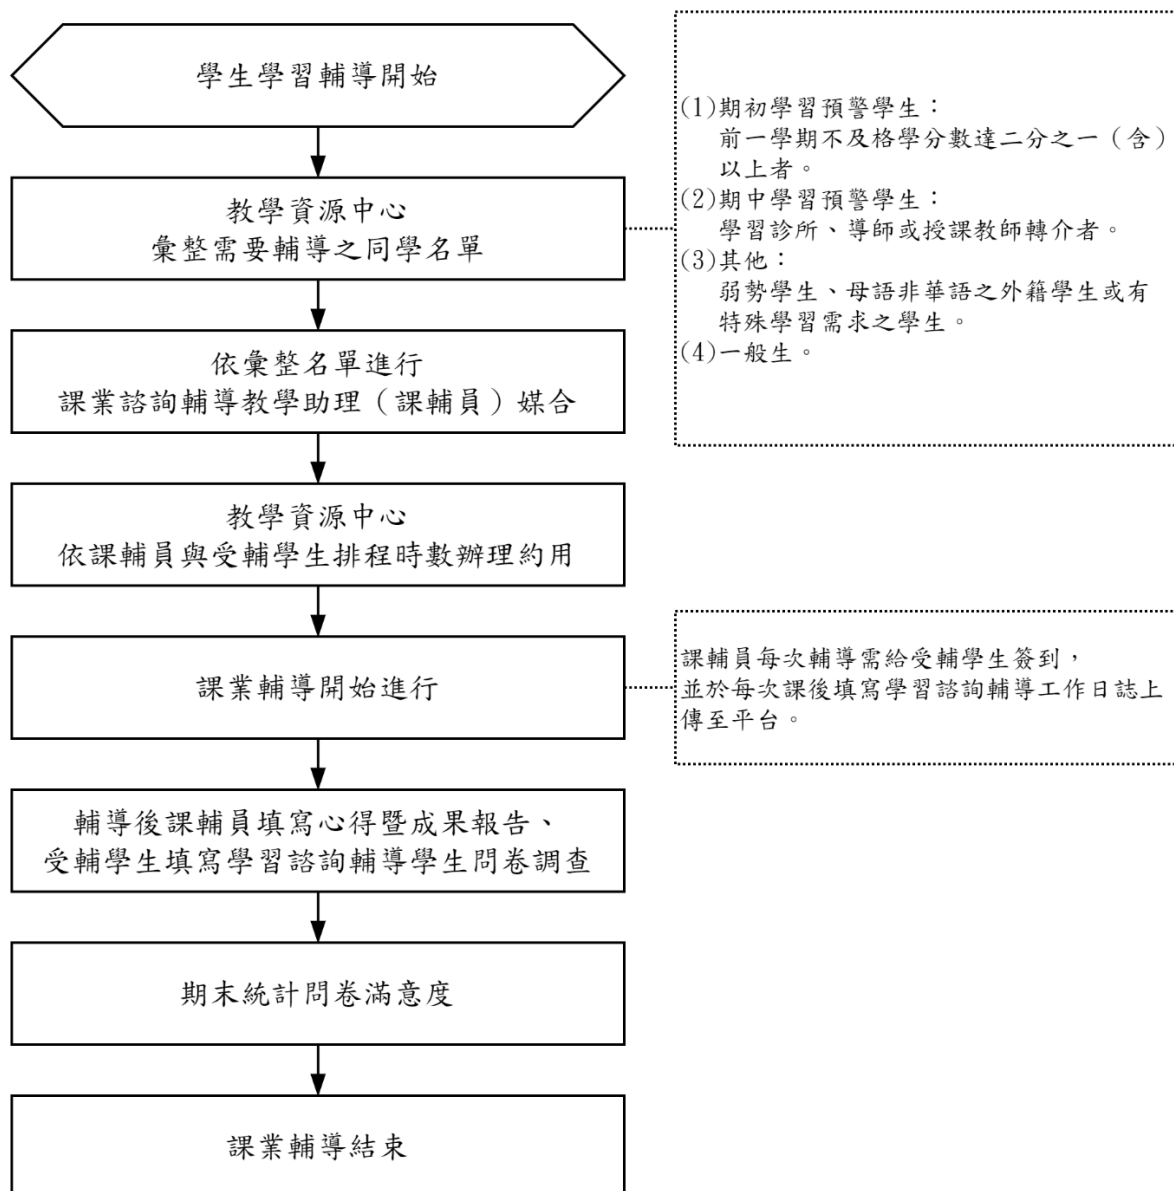 學生學習輔導開始
教學資源中心
彙整需要輔導之同學名單
(1)期初學習預警學生：
前一學期不及格學分數達二分之一（含）
以上者。
(2)期中學習預警學生：
學習診所、導師或授課教師轉介者。
(3)其他：
弱勢學生、母語非華語之外籍學生或有
特殊學習需求之學生。
(4)一般生。
依彙整名單進行
課業諮詢輔導教學助理（課輔員）媒合
教學資源中心
依課輔員與受輔學生排程時數辦理約用
課業輔導開始進行
課輔員每次輔導需給受輔學生簽到，
並於每次課後填寫學習諮詢輔導工作日誌上
傳至平台。
輔導後課輔員填寫心得暨成果報告、
受輔學生填寫學習諮詢輔導學生問卷調查
期末統計問卷滿意度
課業輔導結束